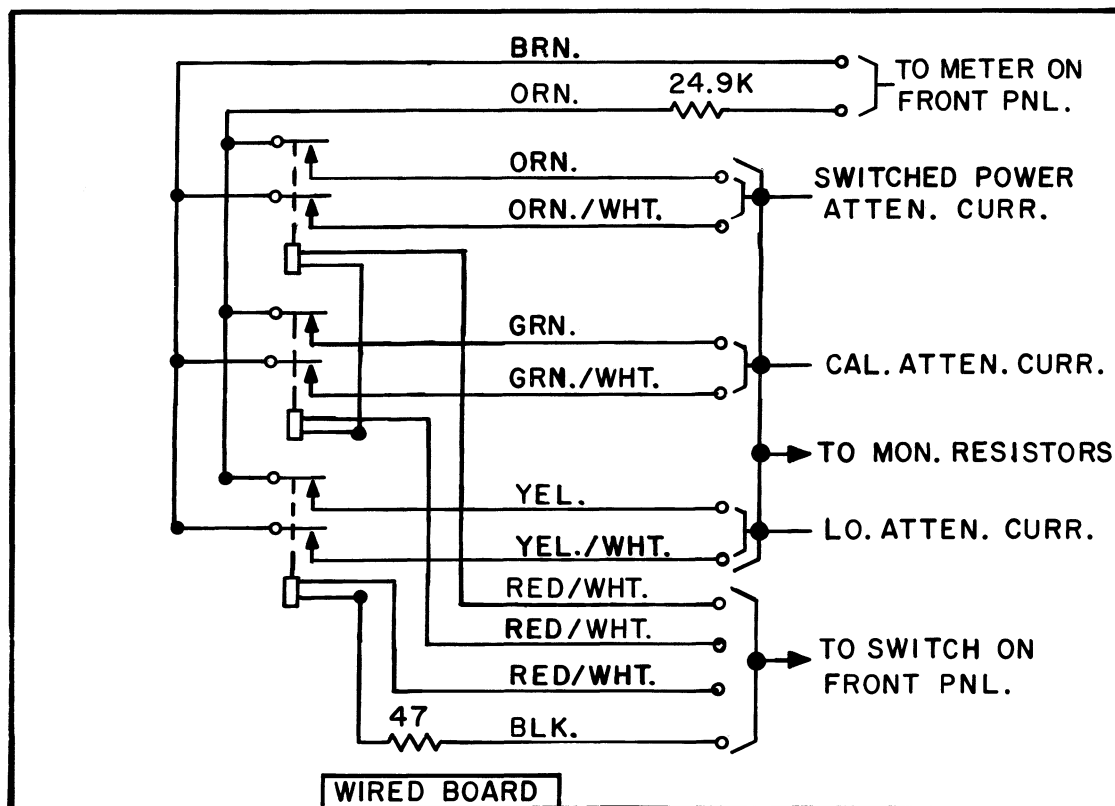 BRN.
TO METER ON
FRONT PNL.
24.9K
ORN.
ORN.
SWITCHED POWER
ATTEN. CURR.
ORN./WHT.
GRN.
GRN./WHT.
CAL. ATTEN. CURR.
TO MON. RESISTORS
YEL.
YEL./WHT.
LO. ATTEN. CURR.
RED/WHT.
RED/WHT.
TO SWITCH ON
FRONT PNL.
RED/WHT.
47
BLK.
WIRED BOARD